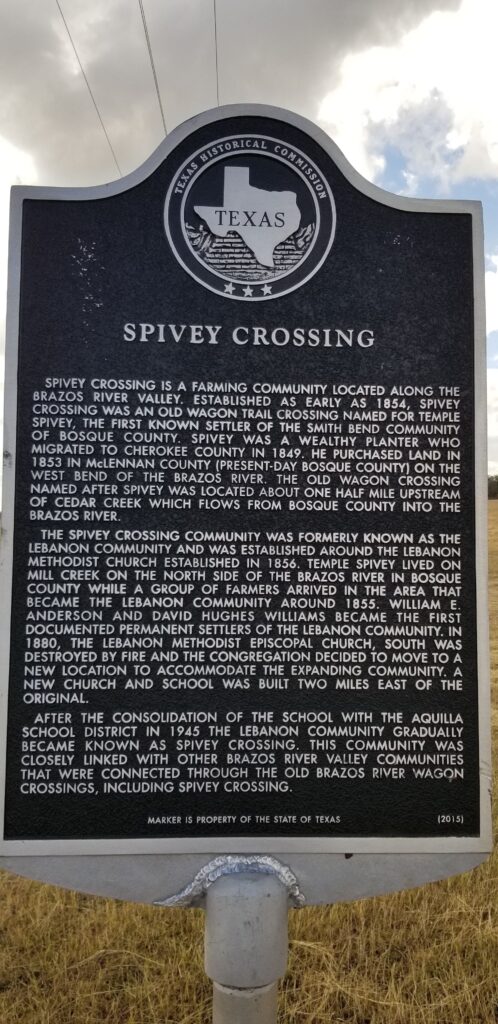 TEXAS HISTORICAL COMMISSION
TEXAS
SPIVEY CROSSING
SPIVEY CROSSING IS A FARMING COMMUNITY LOCATED ALONG THE
BRAZOS RIVER VALLEY. ESTABLISHED AS EARLY AS 1854, SPIVEY
CROSSING WAS AN OLD WAGON TRAIL CROSSING NAMED FOR TEMPLE
SPIVEY, THE FIRST KNOWN SETTLER OF THE SMITH BEND COMMUNITY
OF BOSQUE COUNTY. SPIVEY WAS A WEALTHY PLANTER WHO
MIGRATED TO CHEROKEE COUNTY IN 1849. HE PURCHASED LAND IN
1853 IN McLENNAN COUNTY (PRESENT-DAY BOSQUE COUNTY) ON THE
WEST BEND OF THE BRAZOS RIVER. THE OLD WAGON CROSSING
NAMED AFTER SPIVEY WAS LOCATED ABOUT ONE HALF MILE UPSTREAM
OF CEDAR CREEK WHICH FLOWS FROM BOSQUE COUNTY INTO THE
BRAZOS RIVER.
THE SPIVEY CROSSING COMMUNITY WAS FORMERLY KNOWN AS THE
LEBANON COMMUNITY AND WAS ESTABLISHED AROUND THE LEBANON
METHODIST CHURCH ESTABLISHED IN 1856. TEMPLE SPIVEY LIVED ON
MILL CREEK ON THE NORTH SIDE OF THE BRAZOS RIVER IN BOSQUE
COUNTY WHILE A GROUP OF FARMERS ARRIVED IN THE AREA THAT
BECAME THE LEBANON COMMUNITY AROUND 1855. WILLIAM E.
ANDERSON AND DAVID HUGHES WILLIAMS BECAME THE FIRST
DOCUMENTED PERMANENT SETTLERS OF THE LEBANON COMMUNITY. IN
1880, THE LEBANON METHODIST EPISCOPAL CHURCH, SOUTH WAS
DESTROYED BY FIRE AND THE CONGREGATION DECIDED TO MOVE TO A
NEW LOCATION TO ACCOMMODATE THE EXPANDING COMMUNITY. A
NEW CHURCH AND SCHOOL WAS BUILT TWO MILES EAST OF THE
ORIGINAL.
AFTER THE CONSOLIDATION OF THE SCHOOL WITH THE AQUILLA
SCHOOL DISTRICT IN 1945 THE LEBANON COMMUNITY GRADUALLY
BECAME KNOWN AS SPIVEY CROSSING. THIS COMMUNITY WAS
CLOSELY LINKED WITH OTHER BRAZOS RIVER VALLEY COMMUNITIES
THAT WERE CONNECTED THROUGH THE OLD BRAZOS RIVER WAGON
CROSSINGS, INCLUDING SPIVEY CROSSING.
MARKER IS PROPERTY OF THE STATE OF TEXAS (2015)